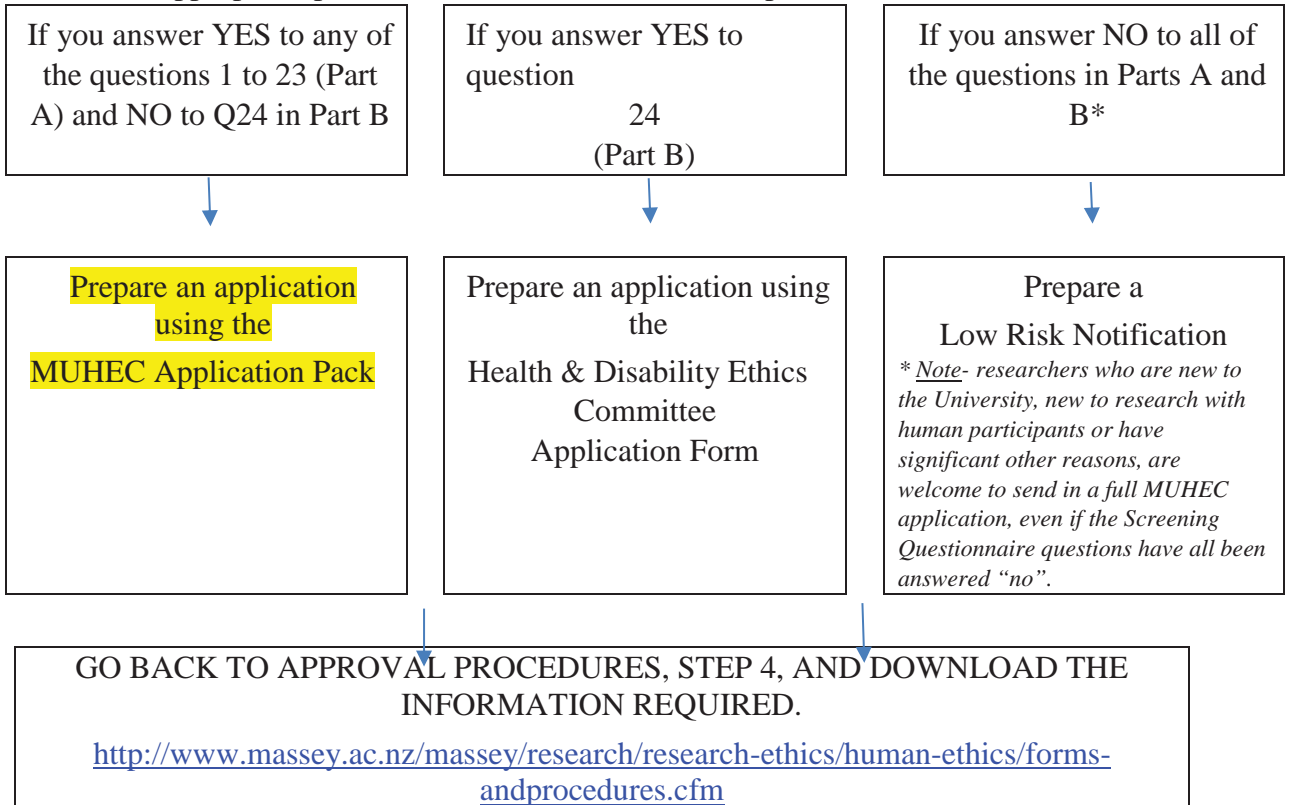 If you answer YES to any of
the questions 1 to 23 (Part
A) and NO to Q24 in Part B
If you answer YES to
question
24
(Part B)
If you answer NO to all of
the questions in Parts A and
B*
Prepare an application
using the
MUHEC Application Pack
Prepare an application using
the
Health & Disability Ethics
Committee
Application Form
Prepare a
Low Risk Notification
* Note- researchers who are new to
the University, new to research with
human participants or have
significant other reasons, are
welcome to send in a full MUHEC
application, even if the Screening
Questionnaire questions have all been
answered “no”.
GO BACK TO APPROVAL PROCEDURES, STEP 4, AND DOWNLOAD THE
INFORMATION REQUIRED.
http://www.massey.ac.nz/massey/research/research-ethics/human-ethics/forms-
andprocedures.cfm